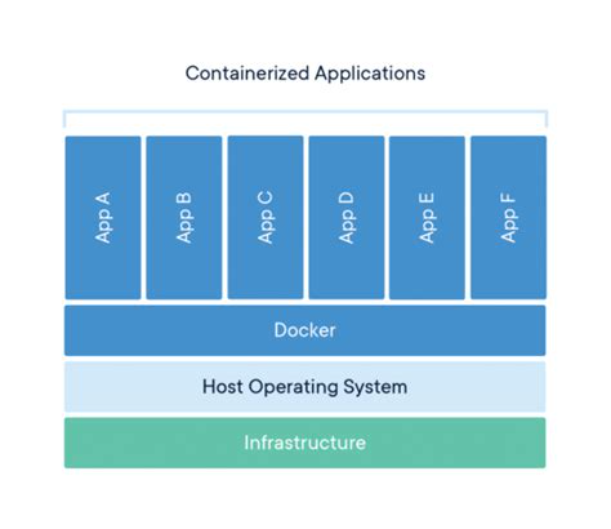 Containerized Applications
App A
App B
App C
App D
App E
App F
Docker
Host Operating System
Infrastructure